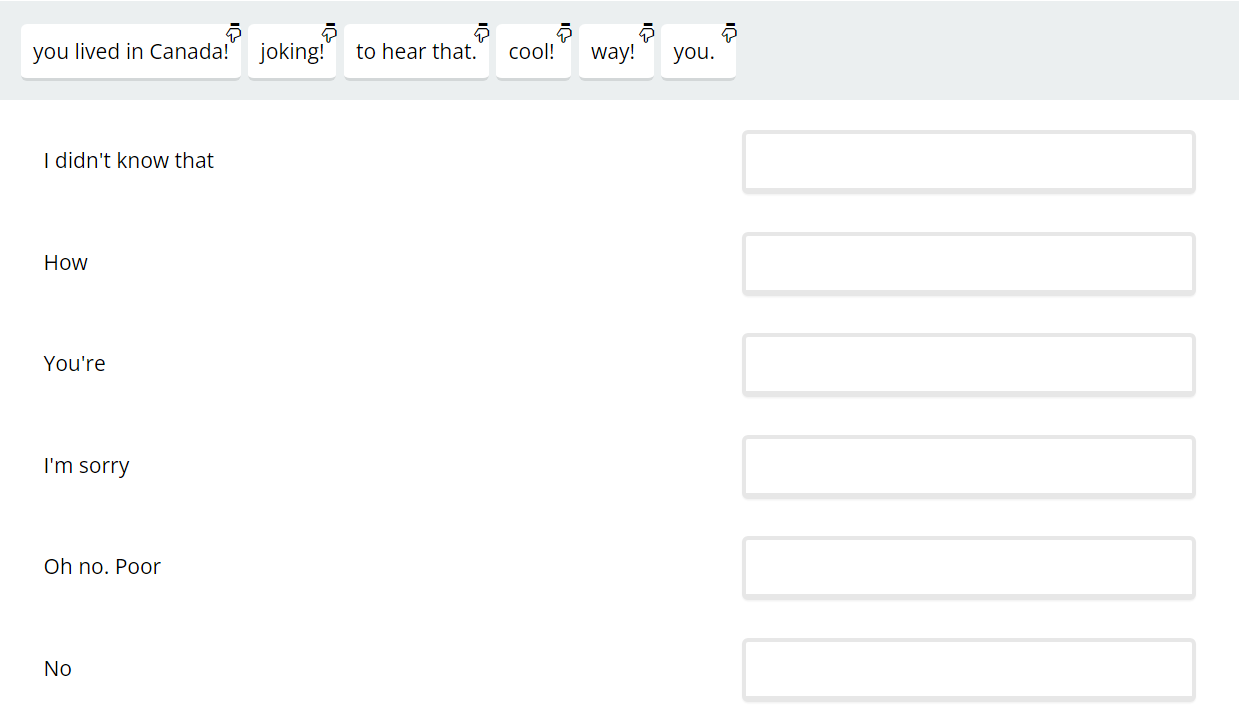 you lived in Canada! joking! to hear that. cool! way! you.
I didn't know that
How
You're
I'm sorry
Oh no. Poor
No